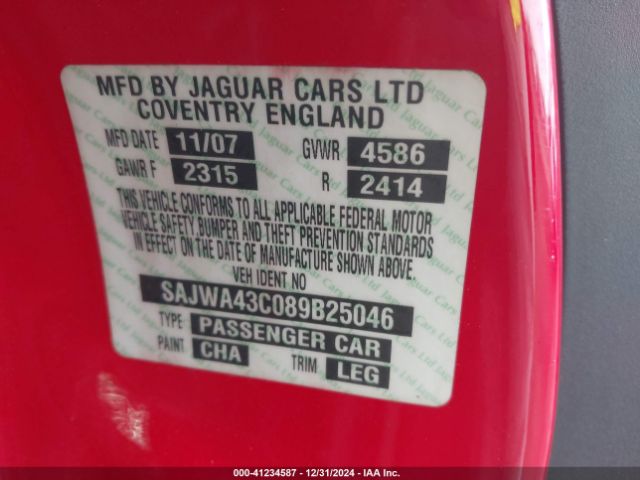 MFD BY JAGUAR CARS LTD
COVENTRY ENGLAND
MFD DATE 11/07 GVWR 4586
GAWR F 2315 R 2414
THIS VEHICLE CONFORMS TO ALL APPLICABLE FEDERAL MOTOR
VEHICLE SAFETY, BUMPER AND THEFT PREVENTION STANDARDS
IN EFFECT ON THE DATE OF MANUFACTURE SHOWN ABOVE.
VEH IDENT NO
SAJWA43C089B25046
TYPE PASSENGER CAR
PAINT CHA TRIM LEG
000-41234587 - 12/31/2024 - IAA Inc.